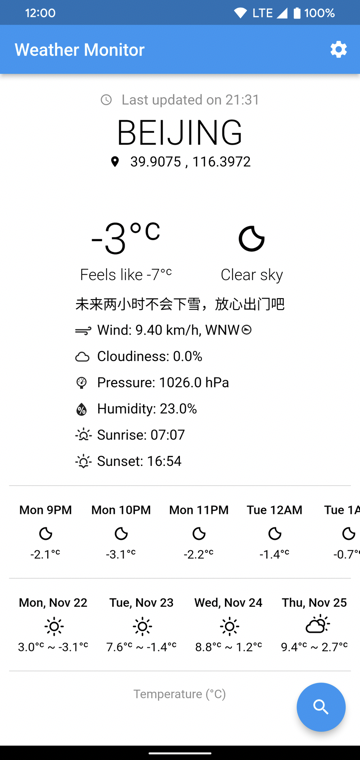 12:00 LTE 100%
Weather Monitor
Last updated on 21:31
BEIJING
39.9075 , 116.3972
-3°C
Feels like -7°C Clear sky
未来两小时不会下雪，放心出门吧
Wind: 9.40 km/h, WNW
Cloudiness: 0.0%
Pressure: 1026.0 hPa
Humidity: 23.0%
Sunrise: 07:07
Sunset: 16:54
Mon 9PM Mon 10PM Mon 11PM Tue 12AM Tue 1A
-2.1°C -3.1°C -2.2°C -1.4°C -0.7°
Mon, Nov 22 Tue, Nov 23 Wed, Nov 24 Thu, Nov 25
3.0°C ~ -3.1°C 7.6°C ~ -1.4°C 8.8°C ~ 1.2°C 9.4°C ~ 2.7°C
Temperature (°C)